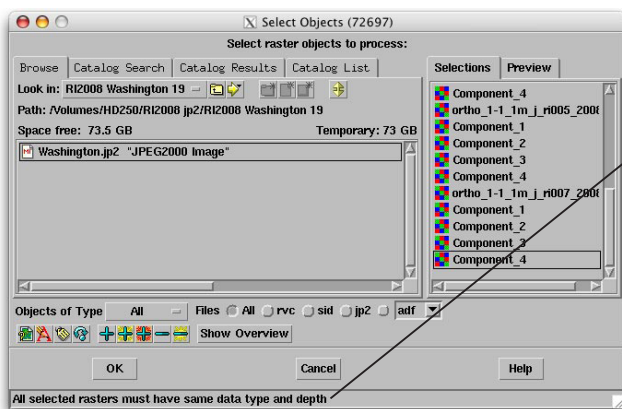 Select Objects (72697)
Select raster objects to process:
Browse Catalog Search Catalog Results Catalog List
Look in: RI2008 Washington 19
Path: /Volumes/HD250/RI2008 jp2/RI2008 Washington 19
Space free: 73.5 GB Temporary: 73 GB
Washington.jp2 "JPEG2000 Image"
Selections Preview
Component_4
ortho_1-1_1m_j_ri005_2008
Component_1
Component_2
Component_3
Component_4
ortho_1-1_1m_j_ri007_2008
Component_1
Component_2
Component_3
Component_4
Objects of Type All Files All rvc sid jp2 adf
Show Overview
OK Cancel Help
All selected rasters must have same data type and depth